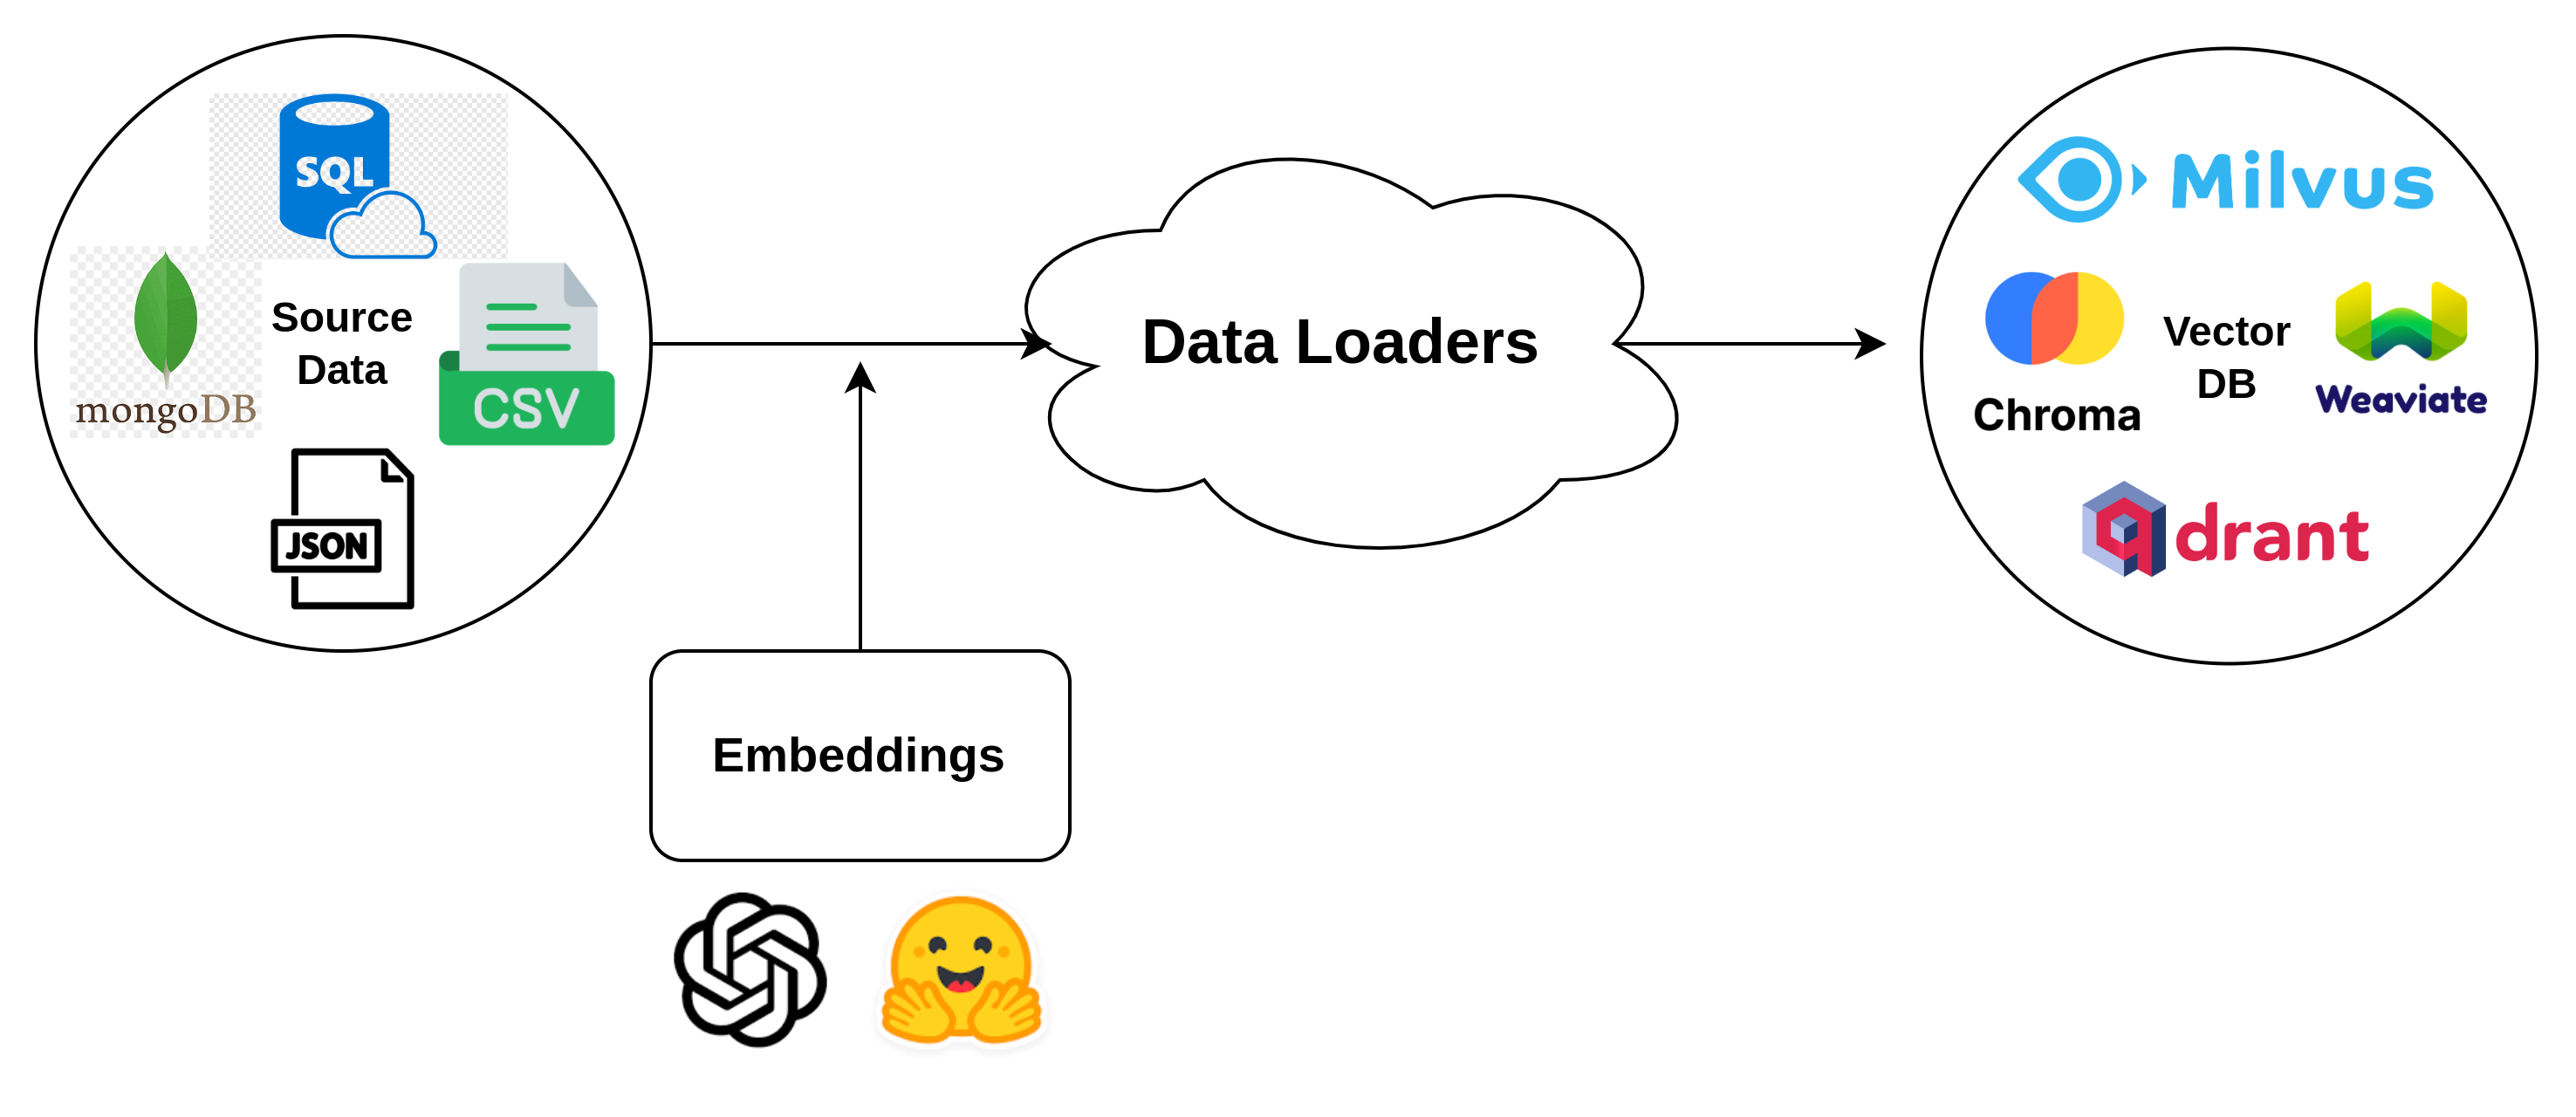 SQL
mongoDB
Source
Data
CSV
JSON
Data Loaders
Embeddings
Milvus
Chroma
Vector
DB
Weaviate
qdrant